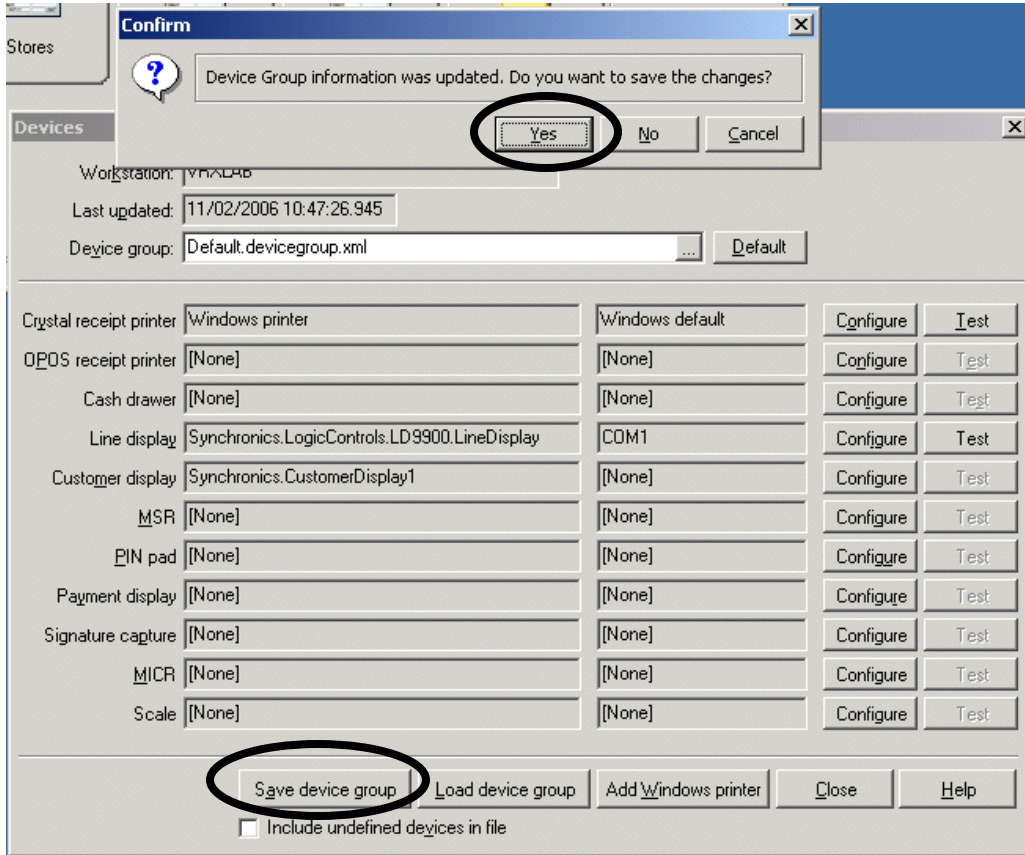 Stores
Confirm
Device Group information was updated. Do you want to save the changes?
Yes No Cancel
Devices
Workstation: VRXLAB
Last updated: 11/02/2006 10:47:26.945
Device group: Default.devicegroup.xml ... Default
Crystal receipt printer Windows printer Windows default Configure Test
OPOS receipt printer [None] [None] Configure Test
Cash drawer [None] [None] Configure Test
Line display Synchronics.LogicControls.LD9900.LineDisplay COM1 Configure Test
Customer display Synchronics.CustomerDisplay1 [None] Configure Test
MSR [None] [None] Configure Test
PIN pad [None] [None] Configure Test
Payment display [None] [None] Configure Test
Signature capture [None] [None] Configure Test
MICR [None] [None] Configure Test
Scale [None] [None] Configure Test
Save device group Load device group Add Windows printer Close Help
Include undefined devices in file